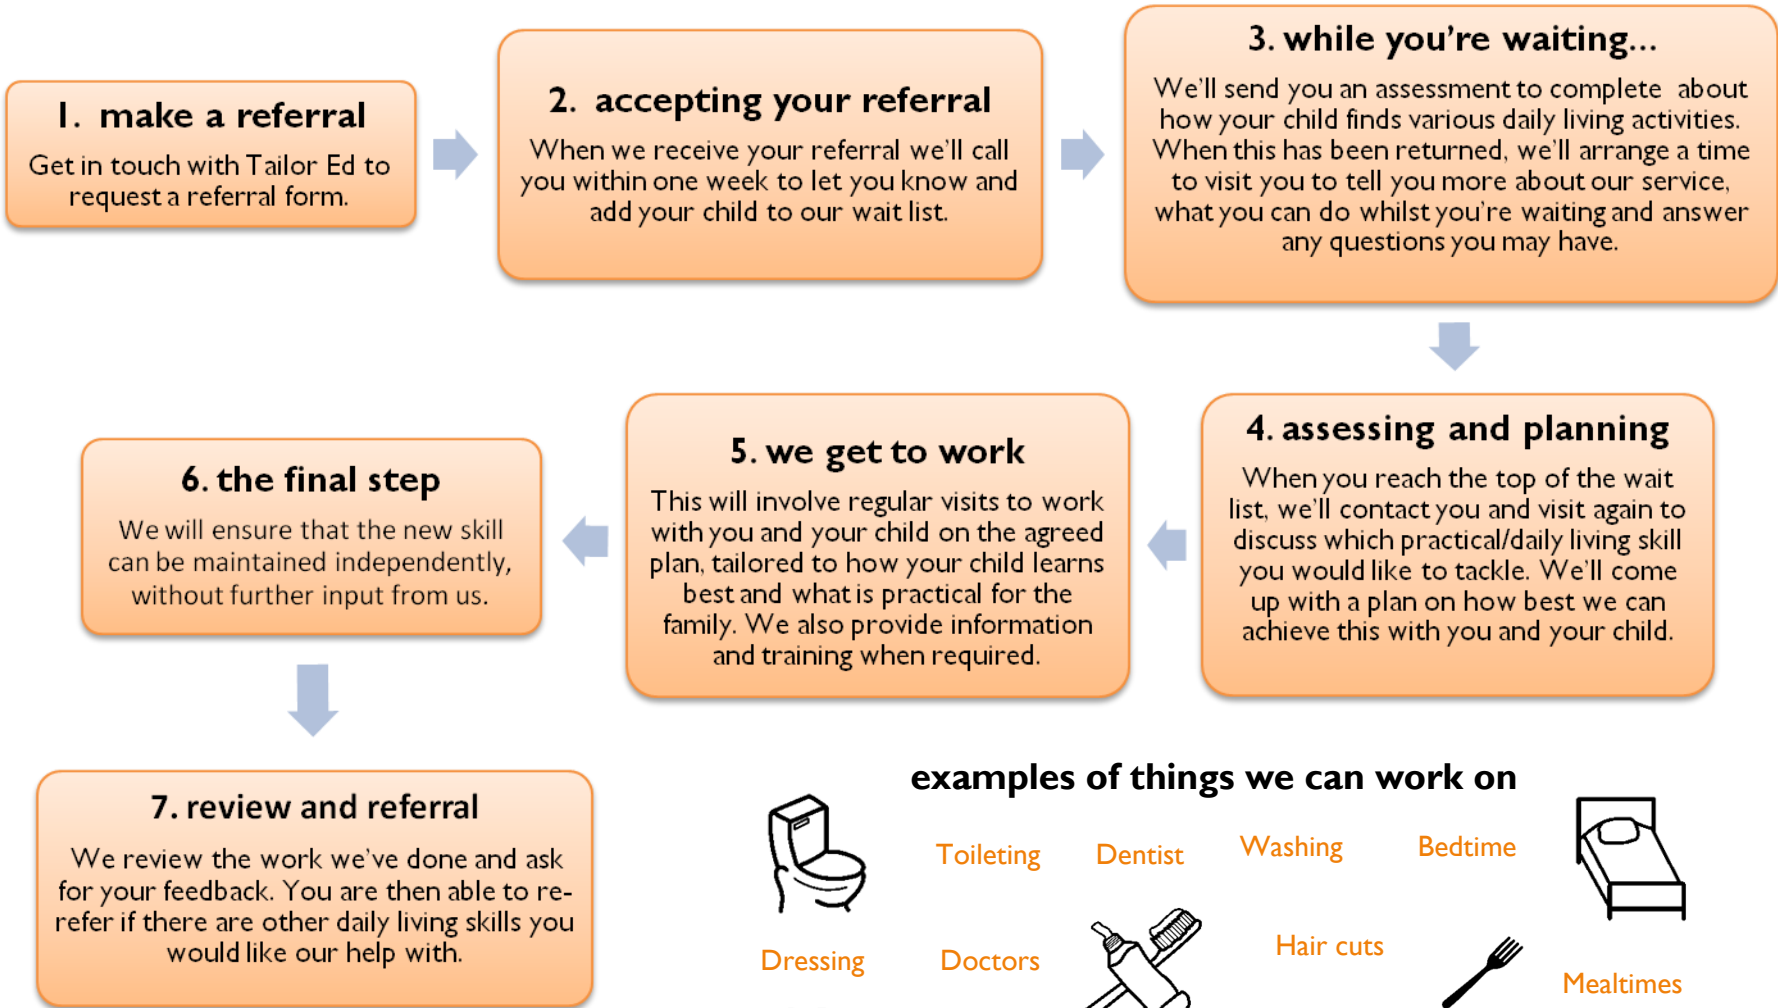 1. make a referral
Get in touch with Tailor Ed to
request a referral form.
2. accepting your referral
When we receive your referral we'll call
you within one week to let you know and
add your child to our wait list.
3. while you're waiting...
We'll send you an assessment to complete about
how your child finds various daily living activities.
When this has been returned, we'll arrange a time
to visit you to tell you more about our service,
what you can do whilst you're waiting and answer
any questions you may have.
4. assessing and planning
When you reach the top of the wait
list, we'll contact you and visit again to
discuss which practical/daily living skill
you would like to tackle. We'll come
up with a plan on how best we can
achieve this with you and your child.
5. we get to work
This will involve regular visits to work
with you and your child on the agreed
plan, tailored to how your child learns
best and what is practical for the
family. We also provide information
and training when required.
6. the final step
We will ensure that the new skill
can be maintained independently,
without further input from us.
7. review and referral
We review the work we've done and ask
for your feedback. You are then able to re-
refer if there are other daily living skills you
would like our help with.
examples of things we can work on
Toileting
Dentist
Washing
Bedtime
Dressing
Doctors
Hair cuts
Mealtimes